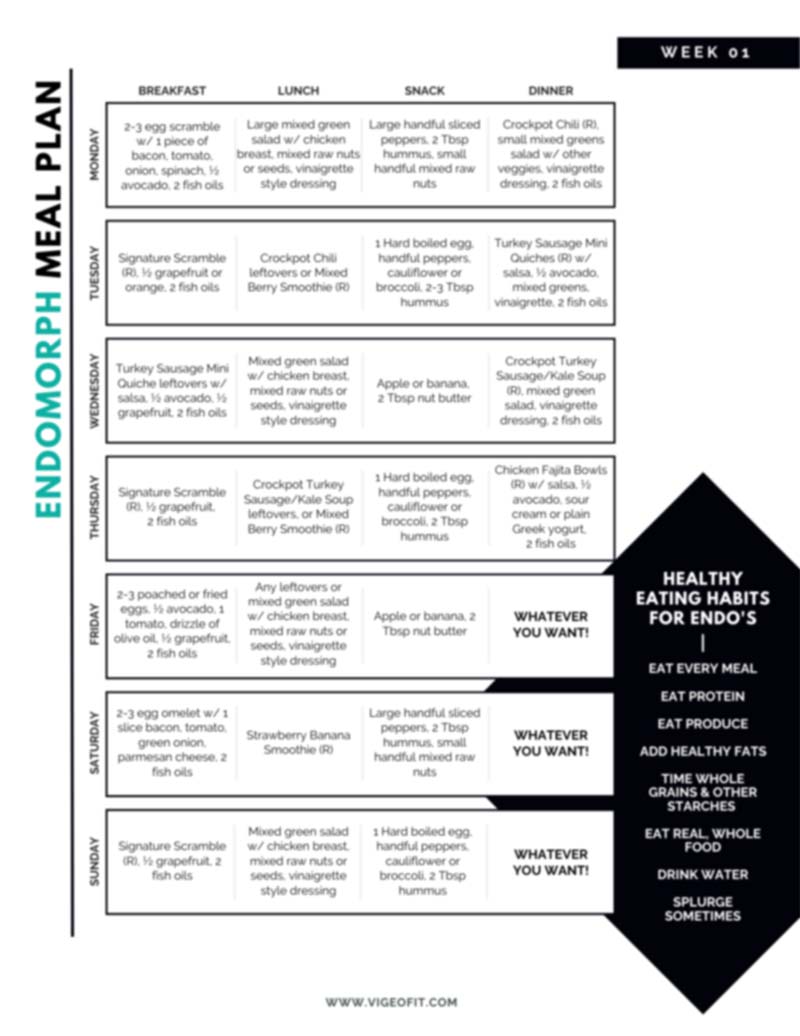 WEEK 01
ENDOMORPH MEAL PLAN
BREAKFAST
LUNCH
SNACK
DINNER
MONDAY
2-3 egg scramble
w/ 1 piece of
bacon, tomato,
onion, spinach, ½
avocado, 2 fish oils
Large mixed green
salad w/ chicken
breast, mixed raw nuts
or seeds, vinaigrette
style dressing
Large handful sliced
peppers, 2 Tbsp
hummus, small
handful mixed raw
nuts
Crockpot Chili (R),
small mixed greens
salad w/ other
veggies, vinaigrette
dressing, 2 fish oils
TUESDAY
Signature Scramble
(R), ½ grapefruit or
orange, 2 fish oils
Crockpot Chili
leftovers or Mixed
Berry Smoothie (R)
1 Hard boiled egg,
handful peppers,
cauliflower or
broccoli, 2-3 Tbsp
hummus
Turkey Sausage Mini
Quiches (R) w/
salsa, ½ avocado,
mixed greens,
vinaigrette, 2 fish oils
WEDNESDAY
Turkey Sausage Mini
Quiche leftovers w/
salsa, ½ avocado, ½
grapefruit, 2 fish oils
Mixed green salad
w/ chicken breast,
mixed raw nuts or
seeds, vinaigrette
style dressing
Apple or banana,
2 Tbsp nut butter
Crockpot Turkey
Sausage/Kale Soup
(R), mixed green
salad, vinaigrette
dressing, 2 fish oils
THURSDAY
Signature Scramble
(R), ½ grapefruit,
2 fish oils
Crockpot Turkey
Sausage/Kale Soup
leftovers, or Mixed
Berry Smoothie (R)
1 Hard boiled egg,
handful peppers,
cauliflower or
broccoli, 2 Tbsp
hummus
Chicken Fajita Bowls
(R) w/ salsa, ½
avocado, sour
cream or plain
Greek yogurt,
2 fish oils
FRIDAY
2-3 poached or fried
eggs, ½ avocado, 1
tomato, drizzle of
olive oil, ½ grapefruit,
2 fish oils
Any leftovers or
mixed green salad
w/ chicken breast,
mixed raw nuts or
seeds, vinaigrette
style dressing
Apple or banana, 2
Tbsp nut butter
WHATEVER
YOU WANT!
SATURDAY
2-3 egg omelet w/ 1
slice bacon, tomato,
green onion,
parmesan cheese, 2
fish oils
Strawberry Banana
Smoothie (R)
Large handful sliced
peppers, 2 Tbsp
hummus, small
handful mixed raw
nuts
WHATEVER
YOU WANT!
SUNDAY
Signature Scramble
(R), ½ grapefruit, 2
fish oils
Mixed green salad
w/ chicken breast,
mixed raw nuts or
seeds, vinaigrette
style dressing
1 Hard boiled egg,
handful peppers,
cauliflower or
broccoli, 2 Tbsp
hummus
WHATEVER
YOU WANT!
HEALTHY
EATING HABITS
FOR ENDO'S
EAT EVERY MEAL
EAT PROTEIN
EAT PRODUCE
ADD HEALTHY FATS
TIME WHOLE
GRAINS & OTHER
STARCHES
EAT REAL, WHOLE
FOOD
DRINK WATER
SPLURGE
SOMETIMES
WWW.VIGEOFIT.COM